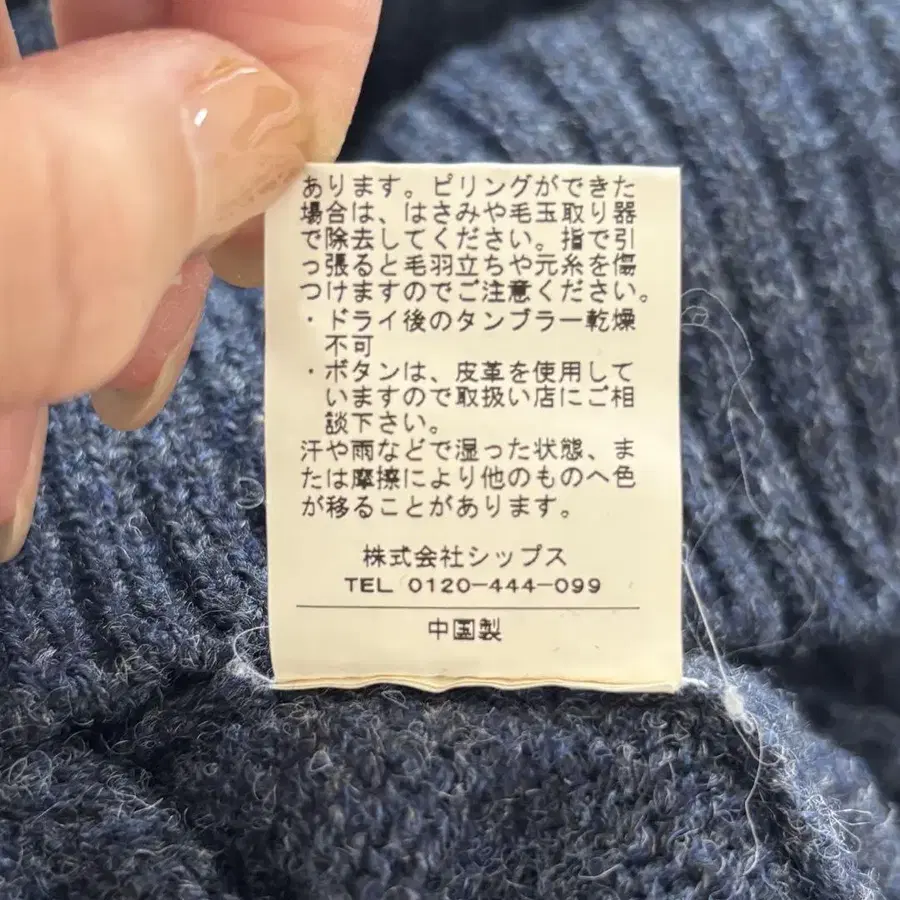 あります。ピリングができた
場合は、はさみや毛玉取り器
で除去してください。指で引
っ張ると毛羽立ちや元糸を傷
つけますのでご注意ください。
・ドライ後のタンブラー乾燥
不可
・ボタンは、皮革を使用して
いますので取扱い店にご相
談下さい。
汗や雨などで湿った状態、ま
たは摩擦により他のものへ色
が移ることがあります。
株式会社シップス
TEL 0120-444-099
中国製